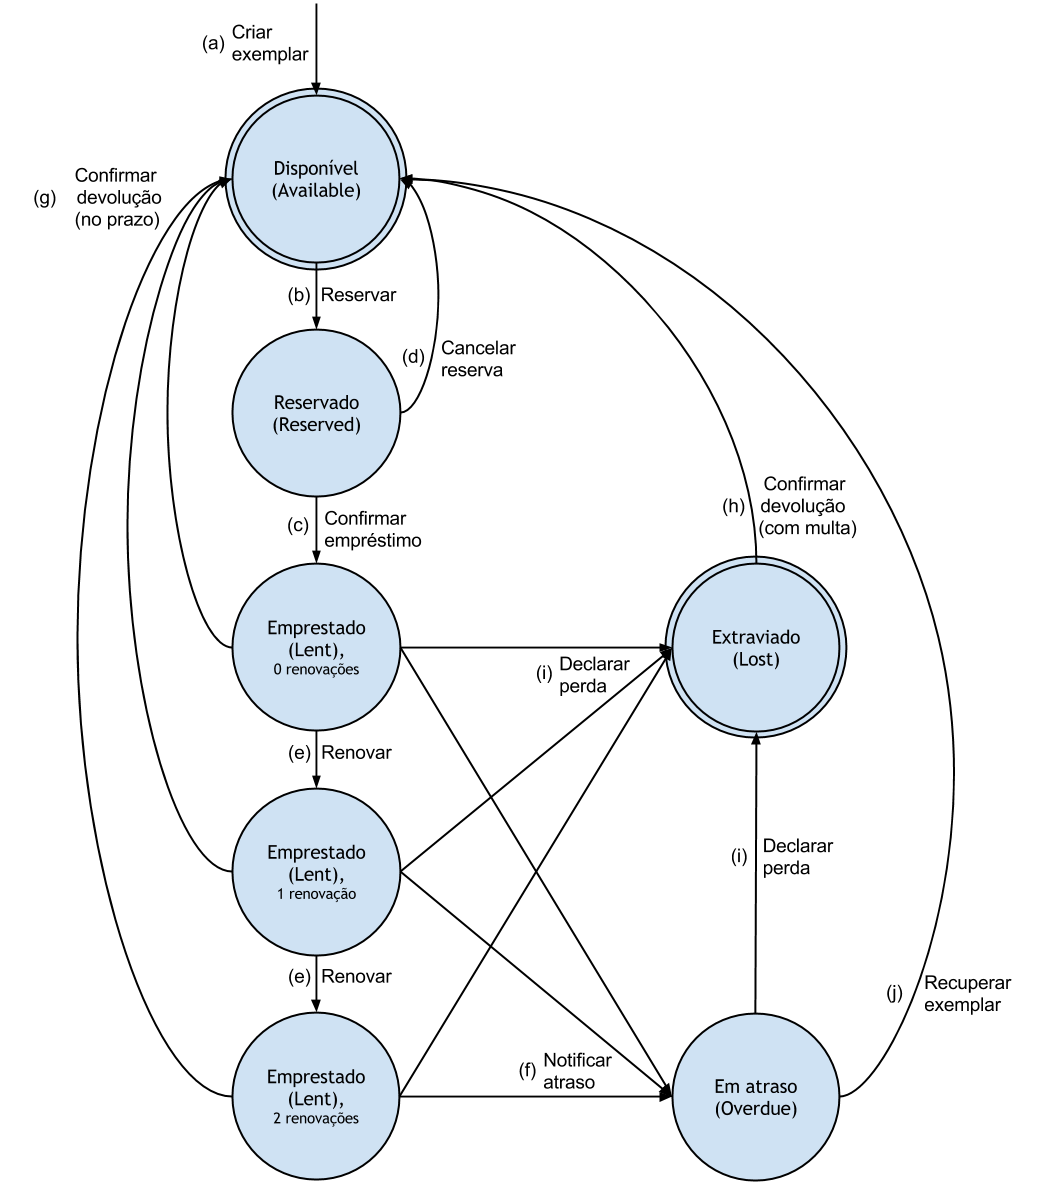 (a) Criar
exemplar
Disponível
(Available)
(g) Confirmar
devolução
(no prazo)
(b) Reservar
(d) Cancelar
reserva
Reservado
(Reserved)
(c) Confirmar
empréstimo
(h) Confirmar
devolução
(com multa)
Emprestado
(Lent),
0 renovações
(i) Declarar
perda
Extraviado
(Lost)
(e) Renovar
Emprestado
(Lent),
1 renovação
(i) Declarar
perda
(e) Renovar
(j) Recuperar
exemplar
Emprestado
(Lent),
2 renovações
(f) Notificar
atraso
Em atraso
(Overdue)